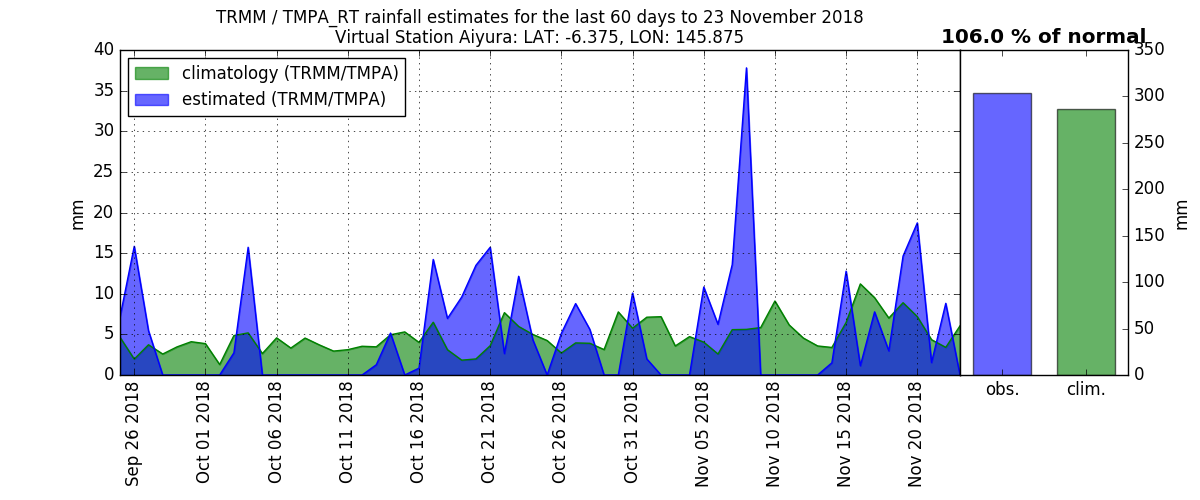 TRMM / TMPA_RT rainfall estimates for the last 60 days to 23 November 2018
Virtual Station Aiyura: LAT: -6.375, LON: 145.875
106.0 % of normal
climatology (TRMM/TMPA)
estimated (TRMM/TMPA)
40
35
30
25
20
15
10
5
0
mm
Sep 26 2018
Oct 01 2018
Oct 06 2018
Oct 11 2018
Oct 16 2018
Oct 21 2018
Oct 26 2018
Oct 31 2018
Nov 05 2018
Nov 10 2018
Nov 15 2018
Nov 20 2018
obs.
clim.
350
300
250
200
150
100
50
0
mm